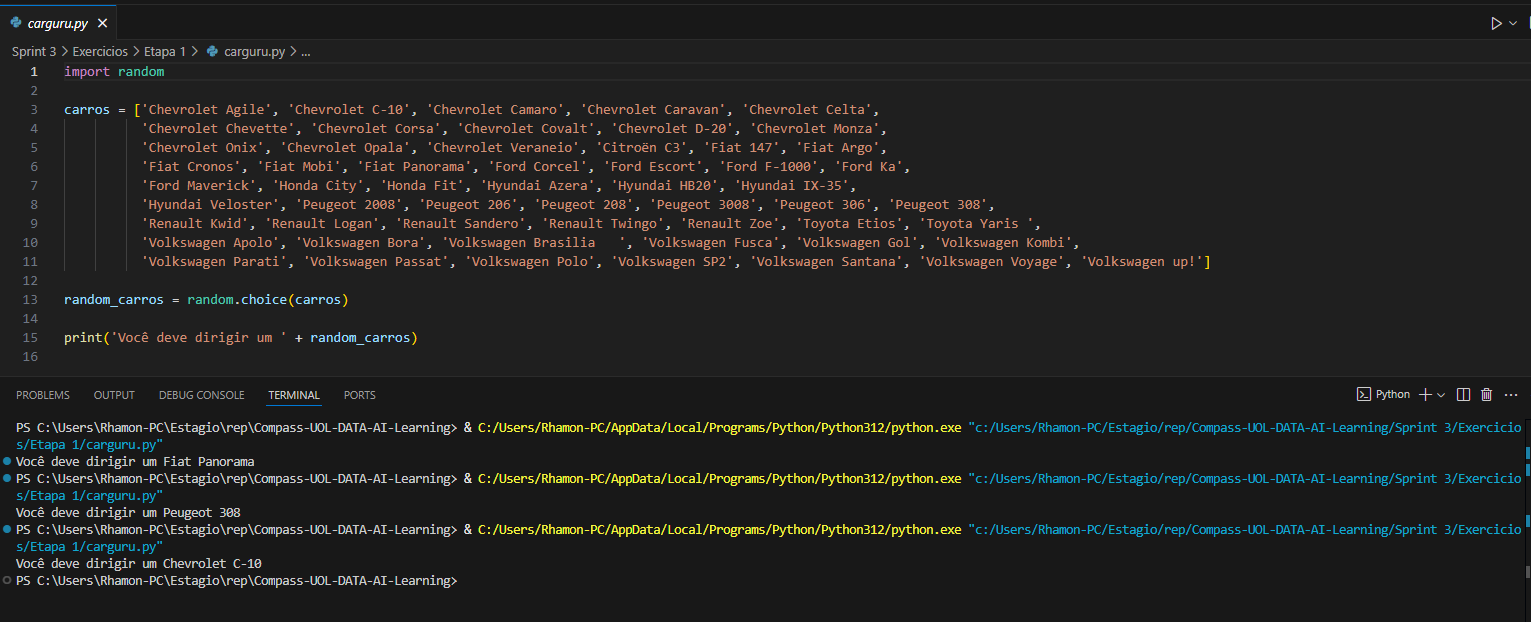 carguru.py
Sprint 3 > Exercicios > Etapa 1 > carguru.py > ...
1 import random
2
3 carros = ['Chevrolet Agile', 'Chevrolet C-10', 'Chevrolet Camaro', 'Chevrolet Caravan', 'Chevrolet Celta',
4 'Chevrolet Chevette', 'Chevrolet Corsa', 'Chevrolet Covalt', 'Chevrolet D-20', 'Chevrolet Monza',
5 'Chevrolet Onix', 'Chevrolet Opala', 'Chevrolet Veraneio', 'Citroën C3', 'Fiat 147', 'Fiat Argo',
6 'Fiat Cronos', 'Fiat Mobi', 'Fiat Panorama', 'Ford Corcel', 'Ford Escort', 'Ford F-1000', 'Ford Ka',
7 'Ford Maverick', 'Honda City', 'Honda Fit', 'Hyundai Azera', 'Hyundai HB20', 'Hyundai IX-35',
8 'Hyundai Veloster', 'Peugeot 2008', 'Peugeot 206', 'Peugeot 208', 'Peugeot 3008', 'Peugeot 306', 'Peugeot 308',
9 'Renault Kwid', 'Renault Logan', 'Renault Sandero', 'Renault Twingo', 'Renault Zoe', 'Toyota Etios', 'Toyota Yaris ',
10 'Volkswagen Apolo', 'Volkswagen Bora', 'Volkswagen Brasilia   ', 'Volkswagen Fusca', 'Volkswagen Gol', 'Volkswagen Kombi',
11 'Volkswagen Parati', 'Volkswagen Passat', 'Volkswagen Polo', 'Volkswagen SP2', 'Volkswagen Santana', 'Volkswagen Voyage', 'Volkswagen up!']
12
13 random_carros = random.choice(carros)
14
15 print('Você deve dirigir um ' + random_carros)
16
PROBLEMS OUTPUT DEBUG CONSOLE TERMINAL PORTS Python
PS C:\Users\Rhamon-PC\Estagio\rep\Compass-UOL-DATA-AI-Learning> & C:/Users/Rhamon-PC/AppData/Local/Programs/Python/Python312/python.exe "c:/Users/Rhamon-PC/Estagio/rep/Compass-UOL-DATA-AI-Learning/Sprint 3/Exercicio
s/Etapa 1/carguru.py"
Você deve dirigir um Fiat Panorama
PS C:\Users\Rhamon-PC\Estagio\rep\Compass-UOL-DATA-AI-Learning> & C:/Users/Rhamon-PC/AppData/Local/Programs/Python/Python312/python.exe "c:/Users/Rhamon-PC/Estagio/rep/Compass-UOL-DATA-AI-Learning/Sprint 3/Exercicio
s/Etapa 1/carguru.py"
Você deve dirigir um Peugeot 308
PS C:\Users\Rhamon-PC\Estagio\rep\Compass-UOL-DATA-AI-Learning> & C:/Users/Rhamon-PC/AppData/Local/Programs/Python/Python312/python.exe "c:/Users/Rhamon-PC/Estagio/rep/Compass-UOL-DATA-AI-Learning/Sprint 3/Exercicio
s/Etapa 1/carguru.py"
Você deve dirigir um Chevrolet C-10
PS C:\Users\Rhamon-PC\Estagio\rep\Compass-UOL-DATA-AI-Learning>